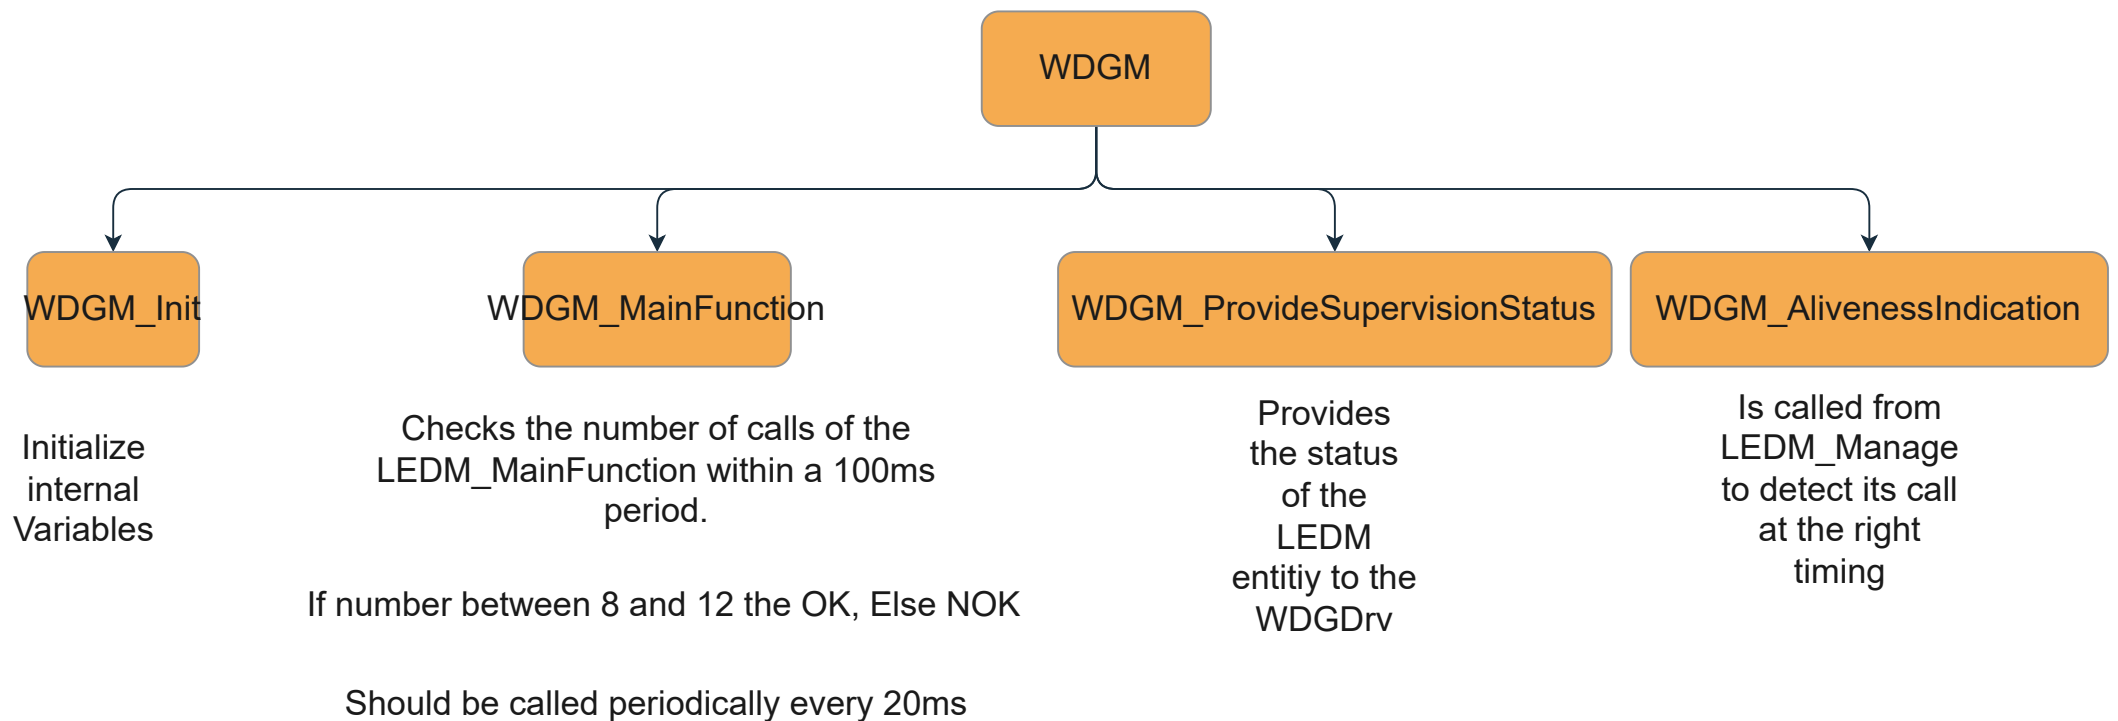 WDGM
WDGM_Init
WDGM_MainFunction
WDGM_ProvideSupervisionStatus
WDGM_AlivenessIndication
Initialize
internal
Variables
Checks the number of calls of the
LEDM_MainFunction within a 100ms
period.
If number between 8 and 12 the OK, Else NOK
Should be called periodically every 20ms
Provides
the status
of the
LEDM
entitiy to the
WDGDrv
Is called from
LEDM_Manage
to detect its call
at the right
timing